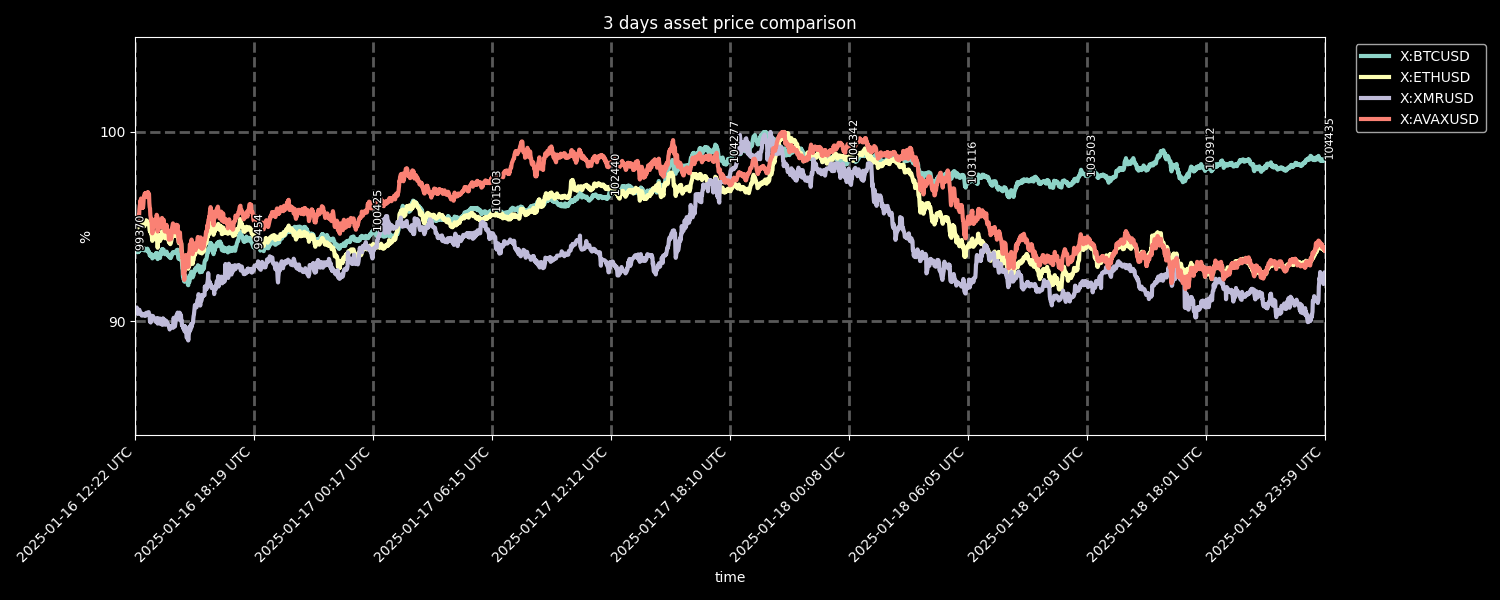 3 days asset price comparison
X:BTCUSD
X:ETHUSD
X:XMRUSD
X:AVAXUSD
%
100
90
99370
99454
100425
101503
102440
104277
104342
103116
103503
103912
104435
2025-01-16 12:22 UTC
2025-01-16 18:19 UTC
2025-01-17 00:17 UTC
2025-01-17 06:15 UTC
2025-01-17 12:12 UTC
2025-01-17 18:10 UTC
2025-01-18 00:08 UTC
2025-01-18 06:05 UTC
2025-01-18 12:03 UTC
2025-01-18 18:01 UTC
2025-01-18 23:59 UTC
time